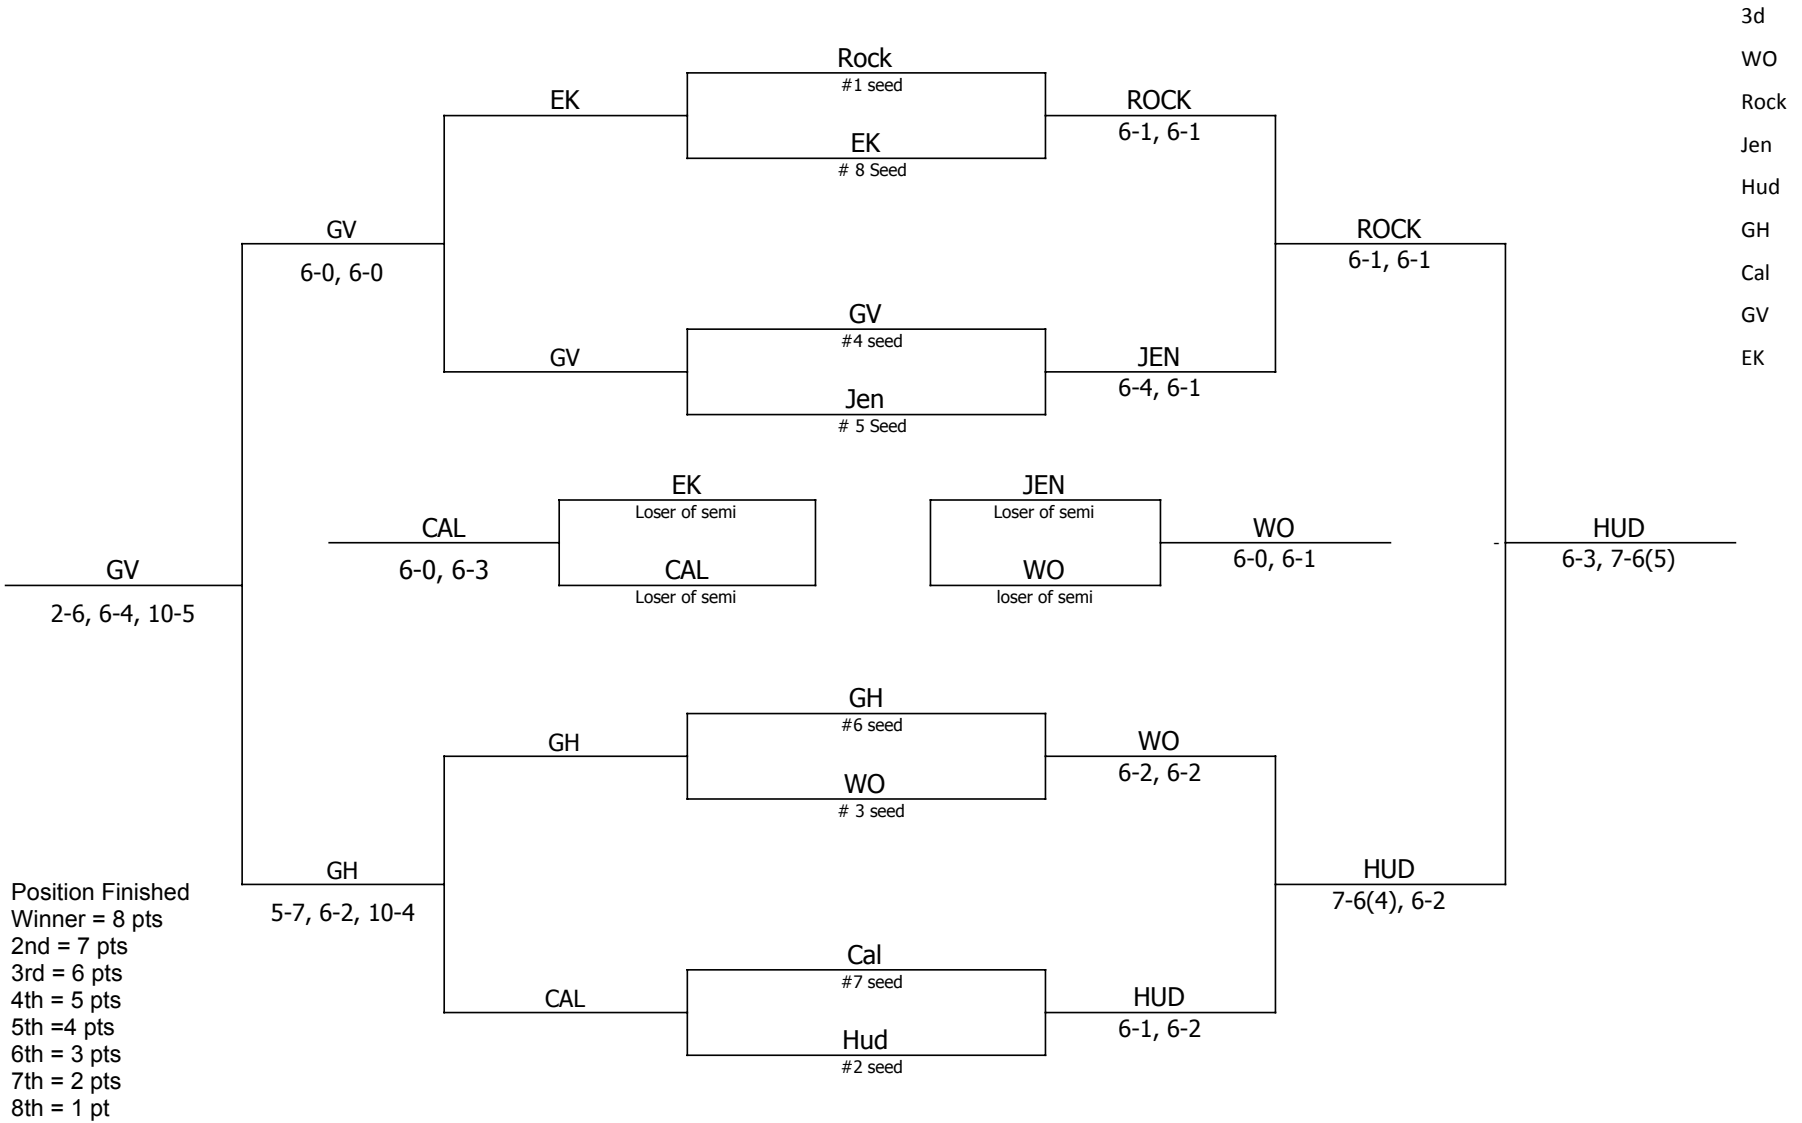 3d
WO
Rock
Jen
Hud
GH
Cal
GV
EK
Rock
#1 seed
EK
ROCK
6-1, 6-1
EK
# 8 Seed
GV
6-0, 6-0
ROCK
6-1, 6-1
GV
#4 seed
GV
JEN
6-4, 6-1
Jen
# 5 Seed
EK
Loser of semi
JEN
Loser of semi
CAL
6-0, 6-3
WO
6-0, 6-1
-
HUD
6-3, 7-6(5)
CAL
Loser of semi
WO
loser of semi
GV
2-6, 6-4, 10-5
GH
#6 seed
GH
WO
6-2, 6-2
WO
# 3 seed
GH
5-7, 6-2, 10-4
HUD
7-6(4), 6-2
Cal
#7 seed
CAL
HUD
6-1, 6-2
Hud
#2 seed
Position Finished
Winner = 8 pts
2nd = 7 pts
3rd = 6 pts
4th = 5 pts
5th =4 pts
6th = 3 pts
7th = 2 pts
8th = 1 pt